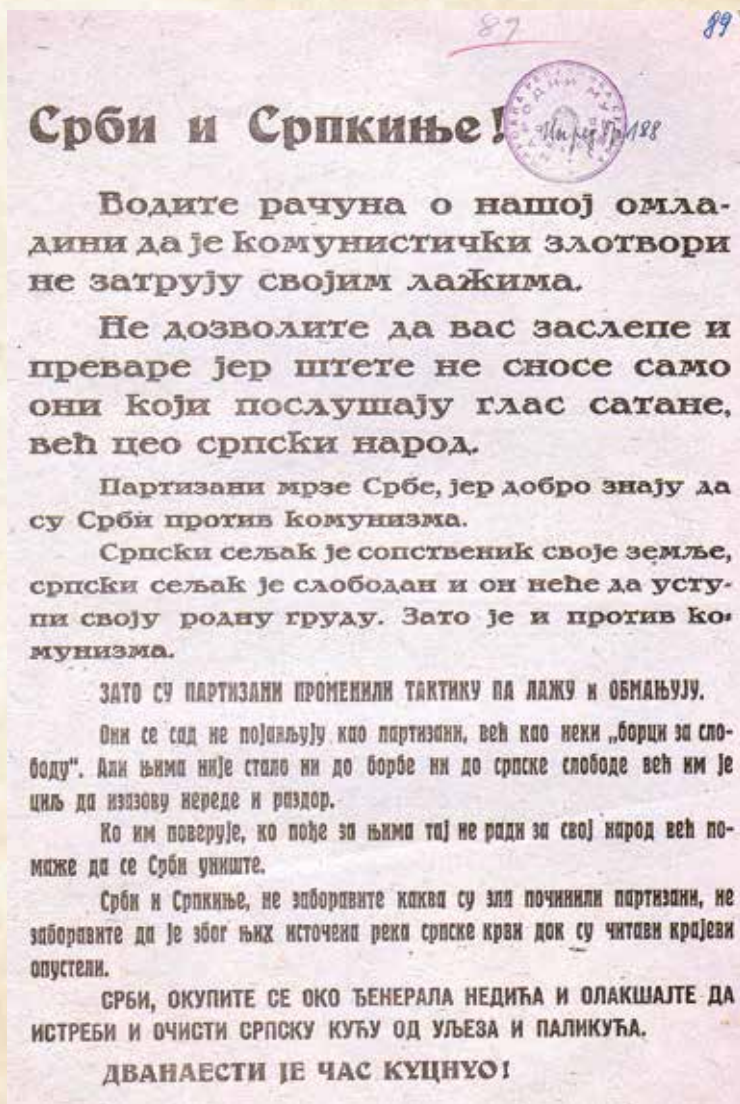 89
89
Срби и Српкиње!
Инв. бр. 188
Водите рачуна о нашој омла-
дини да је комунистички злотвори
не затрују својим лажима.
Не дозволите да вас заслепе и
преваре јер штете не сносе само
они који послушају глас сатане,
већ цео српски народ.
Партизани мрзе Србе, јер добро знају да
су Срби против комунизма.
Српски сељак је сопственик своје земље,
српски сељак је слободан и он неће да усту-
пи своју родну груду. Зато је и против ко-
мунизма.
ЗАТО СУ ПАРТИЗАНИ ПРОМЕНИЛИ ТАКТИКУ ПА ЛАЖУ и ОБМАЊУЈУ.
Они се сад не појављују као партизани, већ као неки „борци за сло-
боду". Али њима није стало ни до борбе ни до српске слободе већ им је
циљ да изазову нереде и раздор.
Ко им поверује, ко пође за њима тај не ради за свој народ већ по-
маже да се Срби униште.
Срби и Српкиње, не заборавите каква су зла починили партизани, не
заборавите да је због њих источена река српске крви док су читави крајеви
опустели.
СРБИ, ОКУПИТЕ СЕ ОКО ЂЕНЕРАЛА НЕДИЋА И ОЛАКШАЈТЕ ДА
ИСТРЕБИ И ОЧИСТИ СРПСКУ КУЋУ ОД УЉЕЗА И ПАЛИКУЋА.
ДВАНАЕСТИ ЈЕ ЧАС КУЦНУО!